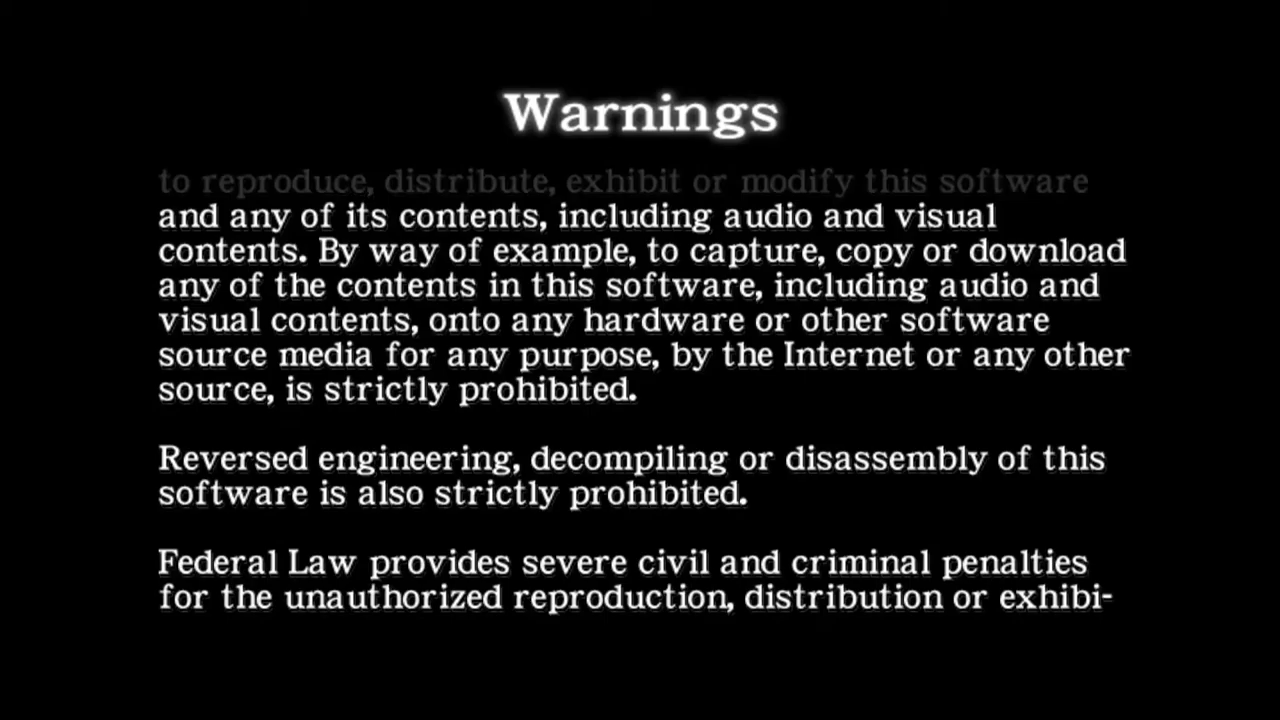 Warnings
to reproduce, distribute, exhibit or modify this software
and any of its contents, including audio and visual
contents. By way of example, to capture, copy or download
any of the contents in this software, including audio and
visual contents, onto any hardware or other software
source media for any purpose, by the Internet or any other
source, is strictly prohibited.
Reversed engineering, decompiling or disassembly of this
software is also strictly prohibited.
Federal Law provides severe civil and criminal penalties
for the unauthorized reproduction, distribution or exhibi-